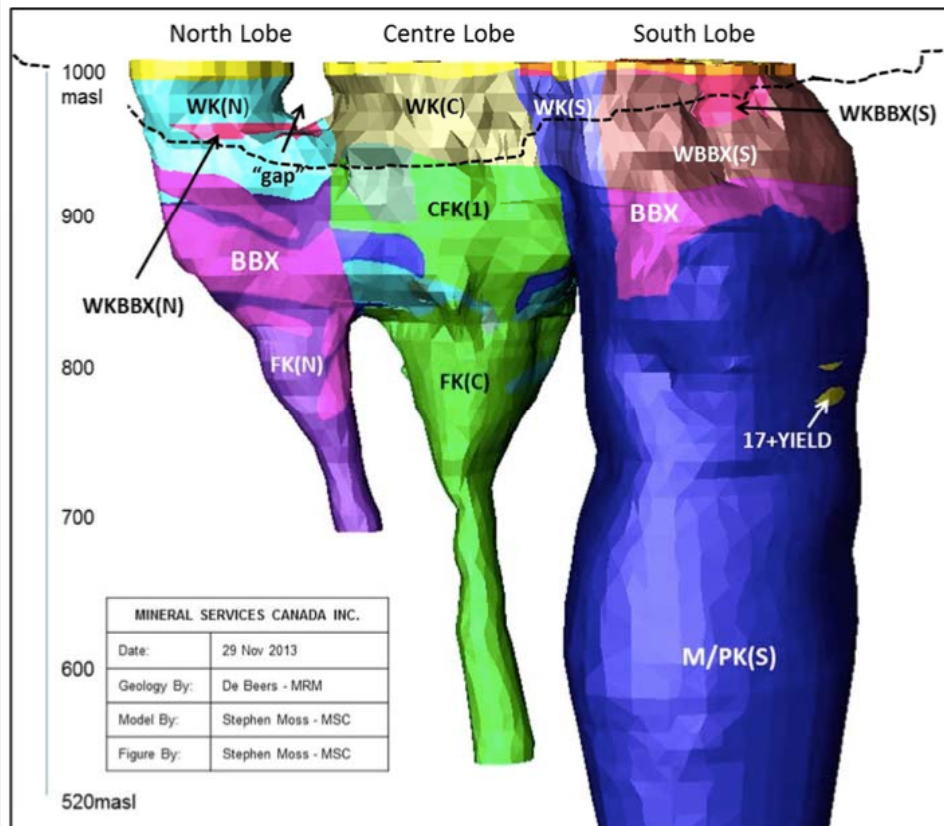 North Lobe Centre Lobe South Lobe
1000
masl
WK(N) WK(C) WK(S)
WKBBX(S)
WBBX(S)
"gap"
900
CFK(1)
BBX
BBX
WKBBX(N)
800
FK(N)
FK(C)
17+YIELD
700
MINERAL SERVICES CANADA INC.
Date: 29 Nov 2013
Geology By: De Beers - MRM
Model By: Stephen Moss - MSC
Figure By: Stephen Moss - MSC
600
M/PK(S)
520masl